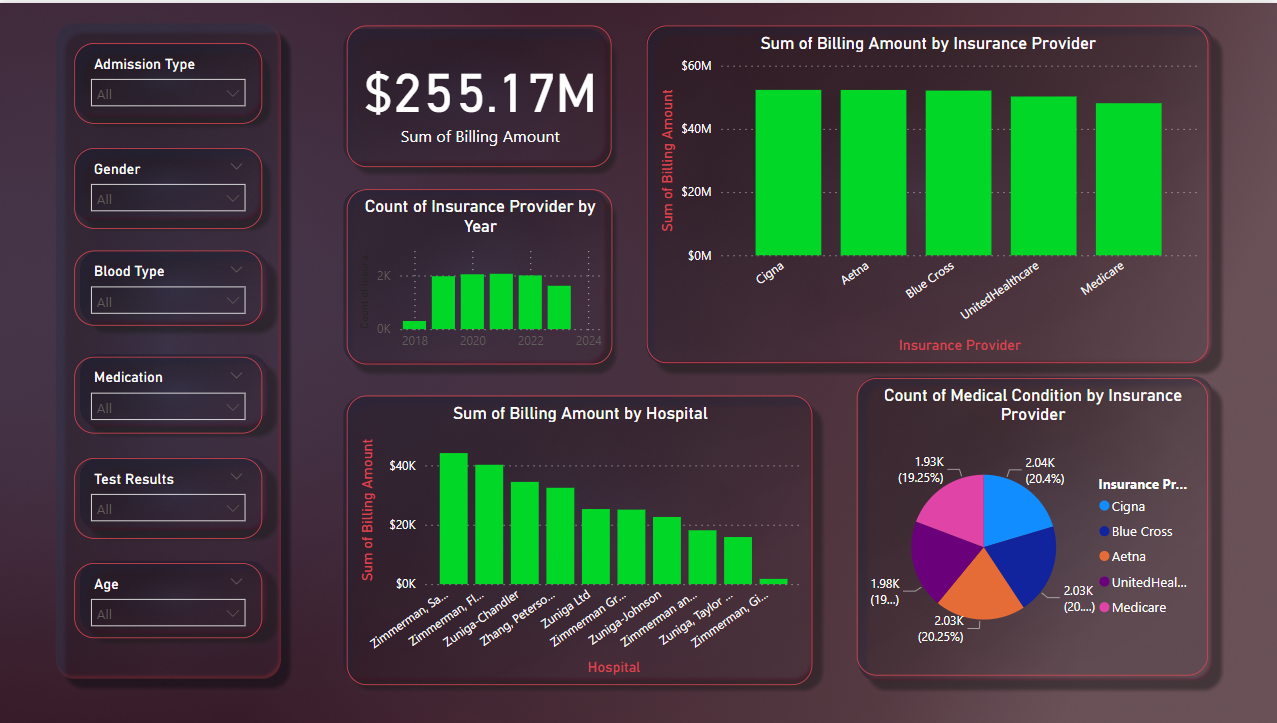 Admission Type
All
Gender
All
Blood Type
All
Medication
All
Test Results
All
Age
All
$255.17M
Sum of Billing Amount
Count of Insurance Provider by
Year
2K
0K
2018
2020
2022
2024
Sum of Billing Amount by Insurance Provider
Sum of Billing Amount
$60M
$40M
$20M
$0M
Cigna
Aetna
Blue Cross
UnitedHealthcare
Medicare
Insurance Provider
Sum of Billing Amount by Hospital
Sum of Billing Amount
$40K
$20K
$0K
Zimmerman, Sa...
Zimmerman, Fl...
Zuniga-Chandler
Zhang, Peterso...
Zuniga Ltd
Zimmerman Gr...
Zuniga-Johnson
Zimmerman an...
Zuniga, Taylor ...
Zimmerman, Gi...
Hospital
Count of Medical Condition by Insurance
Provider
1.93K
(19.25%)
2.04K
(20.4%)
1.98K
(19...)
2.03K
(20....)
2.03K
(20.25%)
Insurance Pr...
Cigna
Blue Cross
Aetna
UnitedHeal...
Medicare